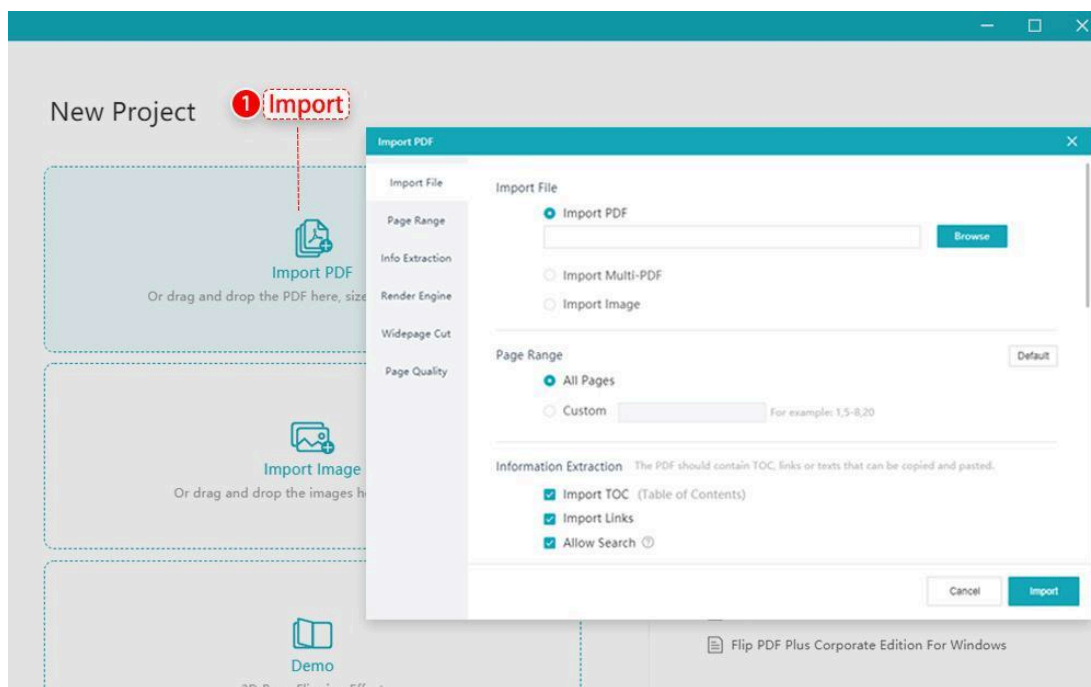 New Project
1 Import
Import PDF
Or drag and drop the PDF here, size
Import Image
Or drag and drop the images h
Demo
Import PDF
Import File
Page Range
Info Extraction
Render Engine
Widepage Cut
Page Quality
Import File
Import PDF
Browse
Import Multi-PDF
Import Image
Page Range
Default
All Pages
Custom For example: 1,5-8,20
Information Extraction The PDF should contain TOC, links or texts that can be copied and pasted.
Import TOC (Table of Contents)
Import Links
Allow Search ?
Cancel Import
Flip PDF Plus Corporate Edition For Windows